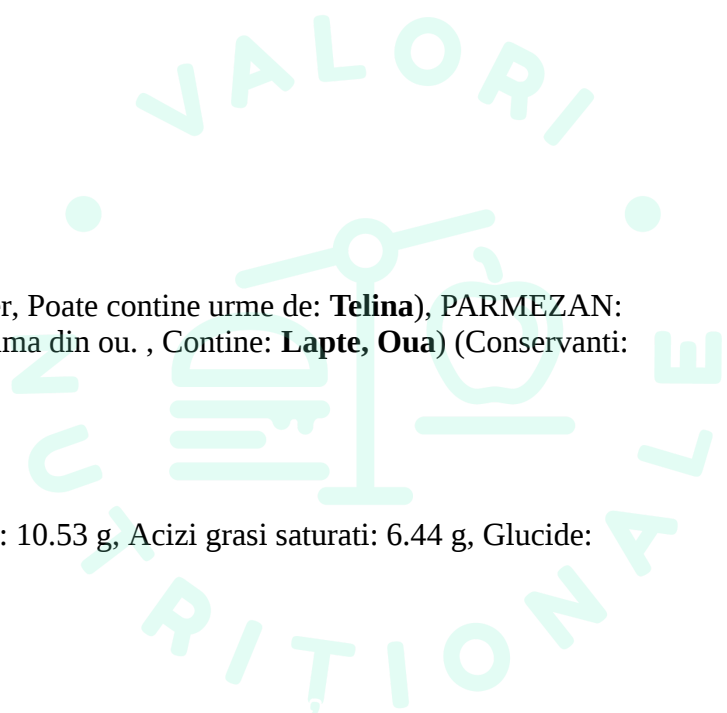 VALORI
r, Poate contine urme de: Telina), PARMEZAN:
ma din ou. , Contine: Lapte, Oua) (Conservanti:
: 10.53 g, Acizi grasi saturati: 6.44 g, Glucide:
NUTRIȚIONALE